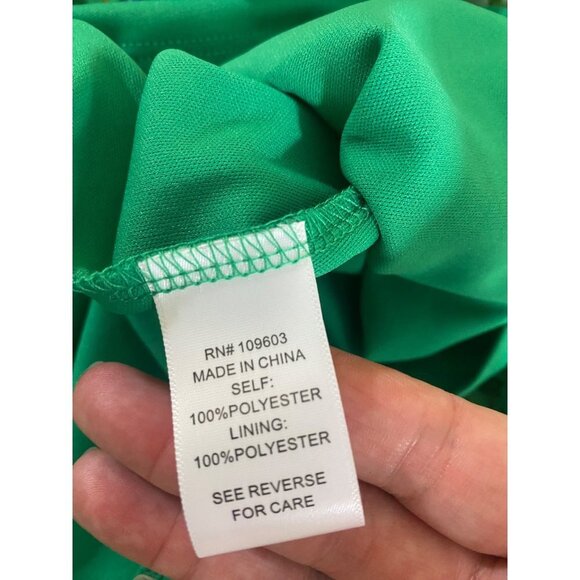 RN# 109603
MADE IN CHINA
SELF:
100%POLYESTER
LINING:
100%POLYESTER
SEE REVERSE
FOR CARE